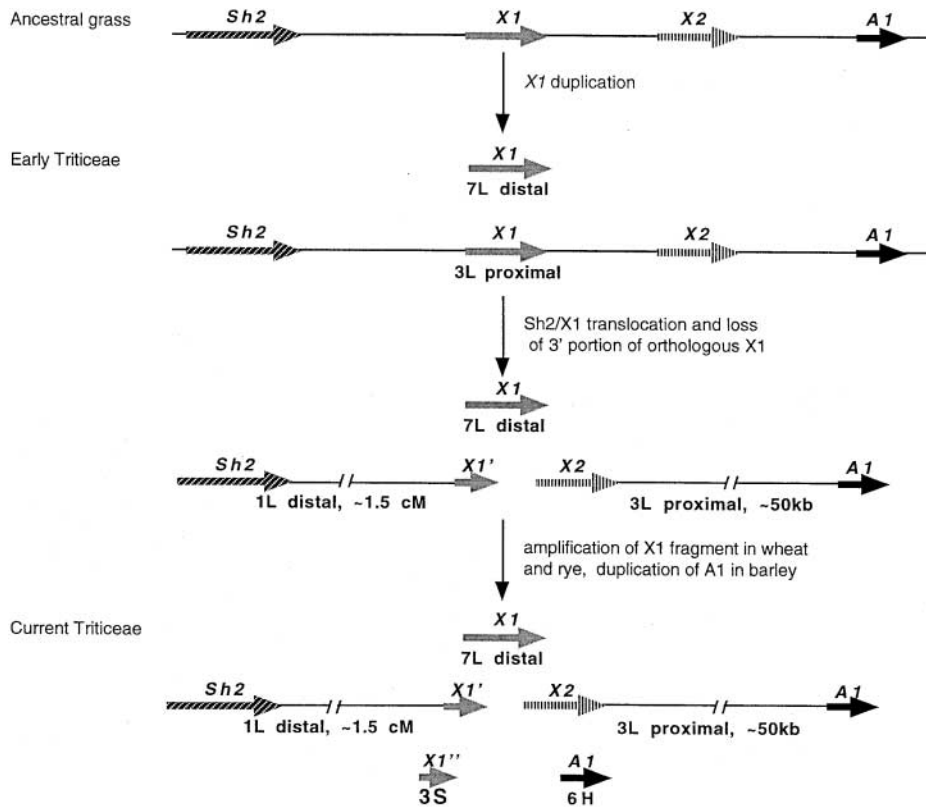 Ancestral grass
Sh2 X1 X2 A1
X1 duplication
X1
Early Triticeae
7L distal
Sh2 X1 X2 A1
3L proximal
Sh2/X1 translocation and loss
of 3' portion of orthologous X1
X1
7L distal
Sh2 X1' X2 A1
1L distal, ~1.5 cM 3L proximal, ~50kb
amplification of X1 fragment in wheat
and rye, duplication of A1 in barley
X1
Current Triticeae
7L distal
Sh2 X1' X2 A1
1L distal, ~1.5 cM 3L proximal, ~50kb
X1'' A1
3S 6H